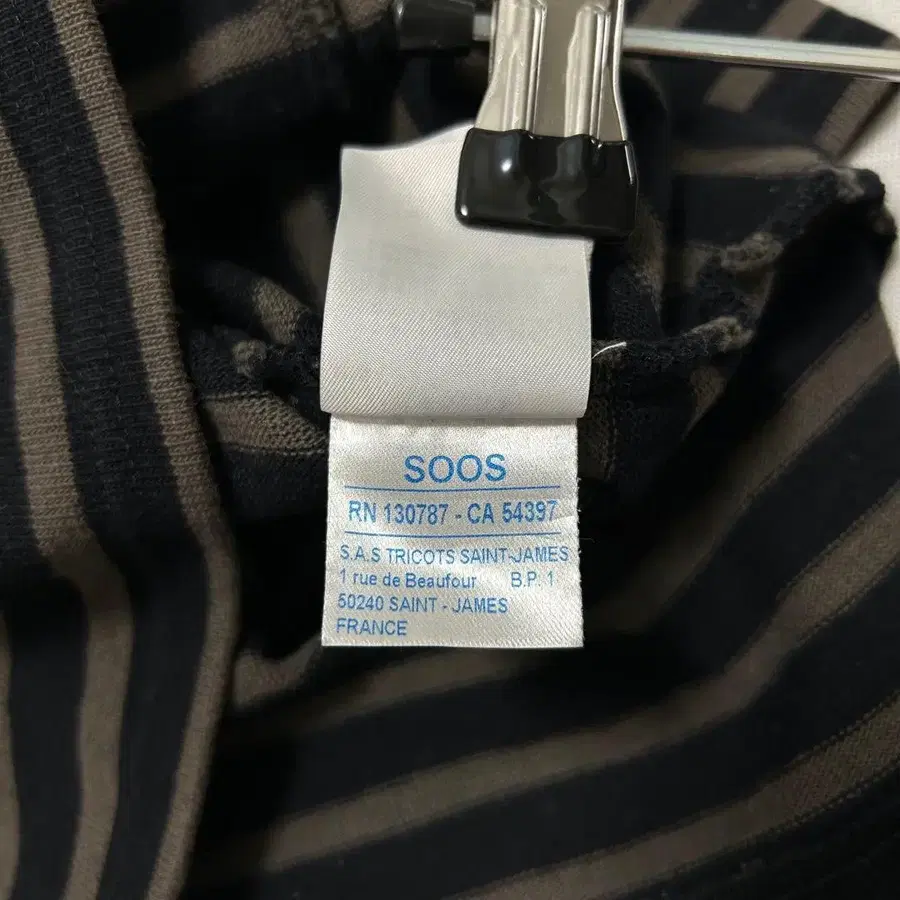 SOOS
RN 130787 - CA 54397
S.A.S TRICOTS SAINT-JAMES
1 rue de Beaufour B.P. 1
50240 SAINT - JAMES
FRANCE